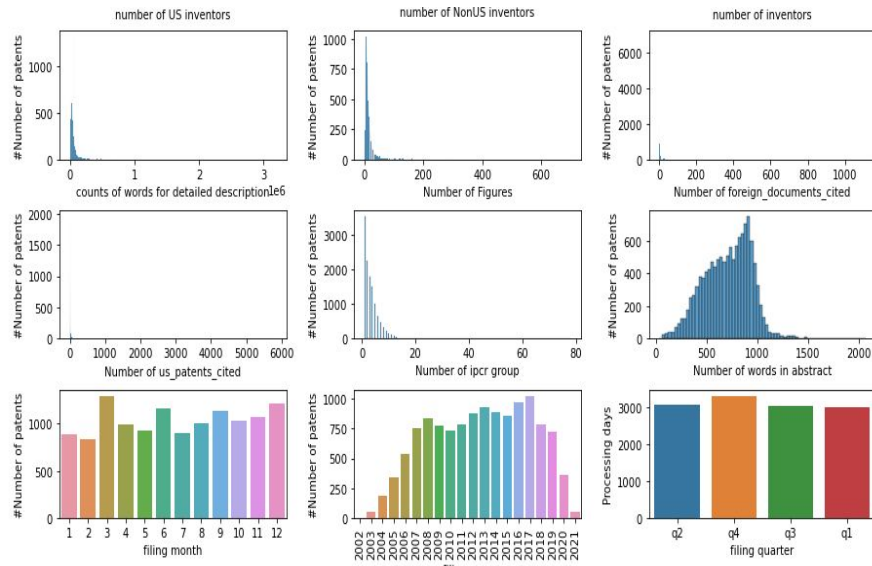 number of US inventors
number of NonUS inventors
number of inventors
#Number of patents
1000
500
0
0 1 2 3
1e6
counts of words for detailed description
#Number of patents
1000
750
500
250
0
0 200 400 600
Number of Figures
#Number of patents
6000
4000
2000
0
0 200 400 600 800 1000
Number of foreign_documents_cited
#Number of patents
2000
1500
1000
500
0
0 1000 2000 3000 4000 5000 6000
Number of us_patents_cited
#Number of patents
3000
2000
1000
0
0 20 40 60 80
Number of ipcr group
#Number of patents
600
400
200
0
0 500 1000 1500 2000
Number of words in abstract
#Number of patents
1000
500
0
1 2 3 4 5 6 7 8 9 10 11 12
filing month
#Number of patents
1000
750
500
250
0
2002 2003 2004 2005 2006 2007 2008 2009 2010 2011 2012 2013 2014 2015 2016 2017 2018 2019 2020 2021
Processing days
3000
2000
1000
0
q2 q4 q3 q1
filing quarter